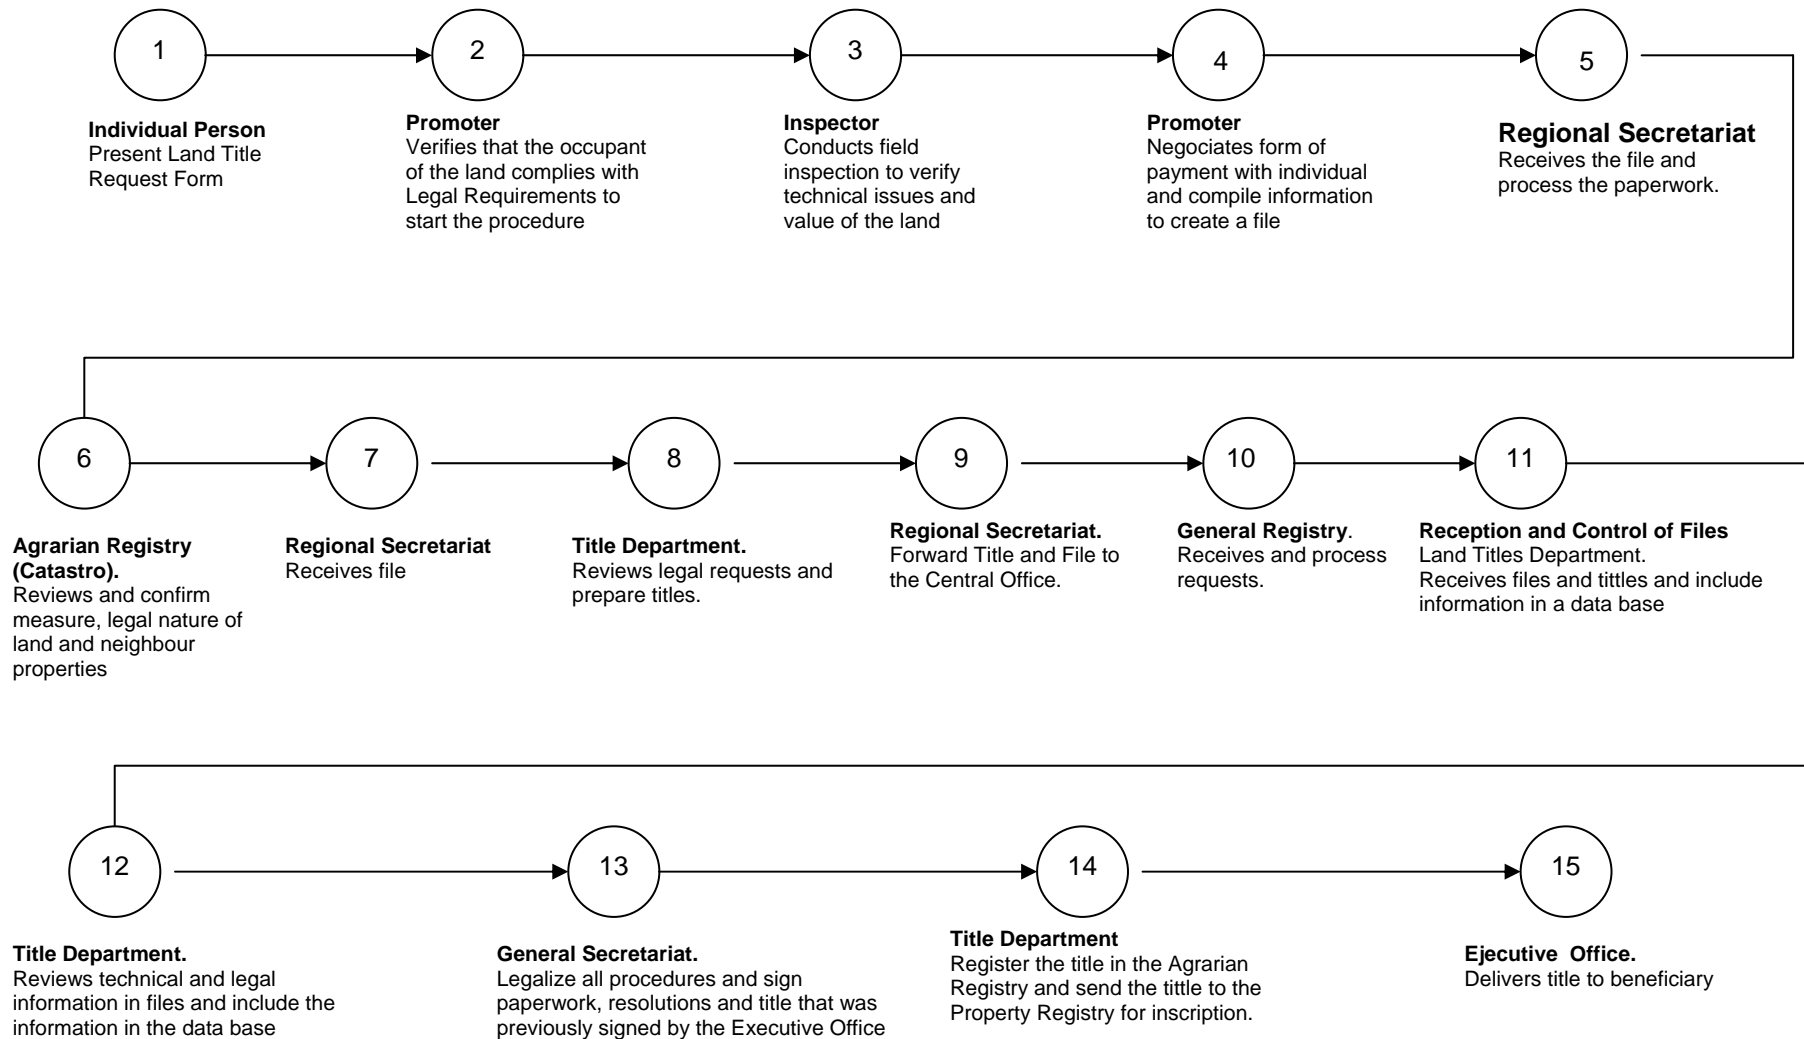 1
Individual Person
Present Land Title
Request Form
2
Promoter
Verifies that the occupant
of the land complies with
Legal Requirements to
start the procedure
3
Inspector
Conducts field
inspection to verify
technical issues and
value of the land
4
Promoter
Negociates form of
payment with individual
and compile information
to create a file
5
Regional Secretariat
Receives the file and
process the paperwork.
6
Agrarian Registry
(Catastro).
Reviews and confirm
measure, legal nature of
land and neighbour
properties
7
Regional Secretariat
Receives file
8
Title Department.
Reviews legal requests and
prepare titles.
9
Regional Secretariat.
Forward Title and File to
the Central Office.
10
General Registry.
Receives and process
requests.
11
Reception and Control of Files
Land Titles Department.
Receives files and tittles and include
information in a data base
12
Title Department.
Reviews technical and legal
information in files and include the
information in the data base
13
General Secretariat.
Legalize all procedures and sign
paperwork, resolutions and title that was
previously signed by the Executive Office
14
Title Department
Register the title in the Agrarian
Registry and send the tittle to the
Property Registry for inscription.
15
Ejecutive Office.
Delivers title to beneficiary